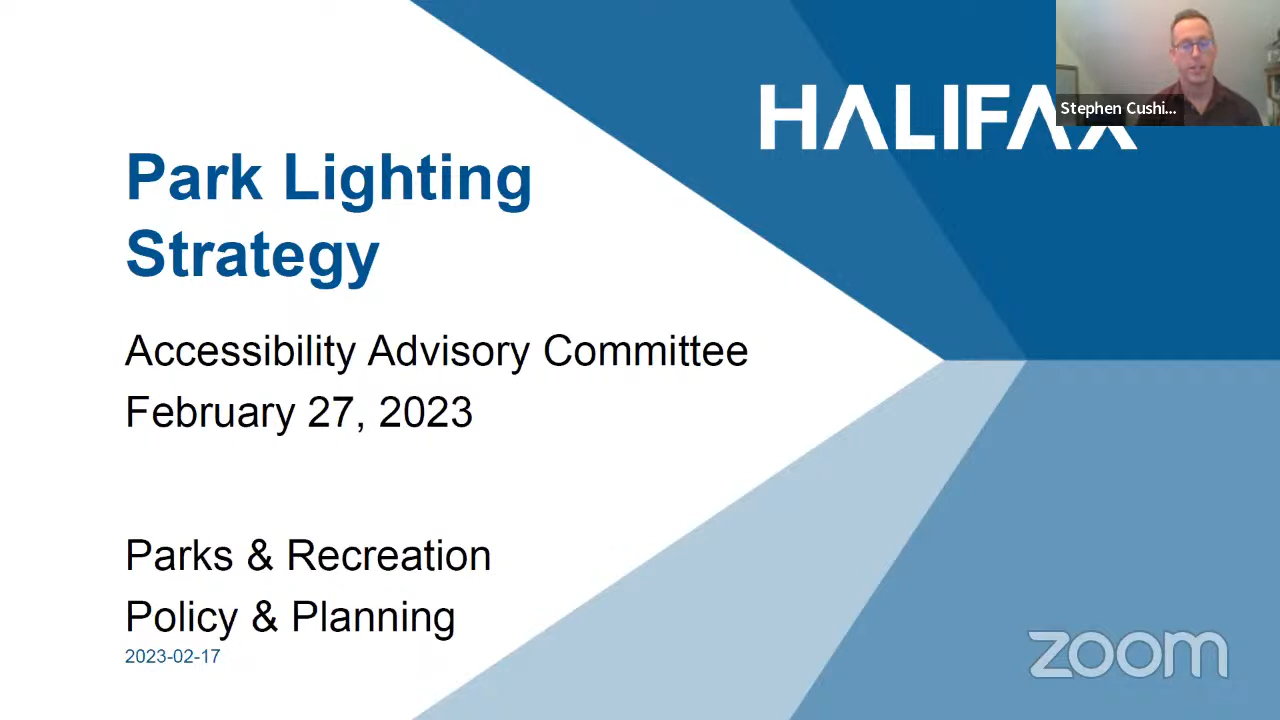 HALIFAX
Stephen Cushi...
Park Lighting
Strategy
Accessibility Advisory Committee
February 27, 2023
Parks & Recreation
Policy & Planning
2023-02-17
zoom